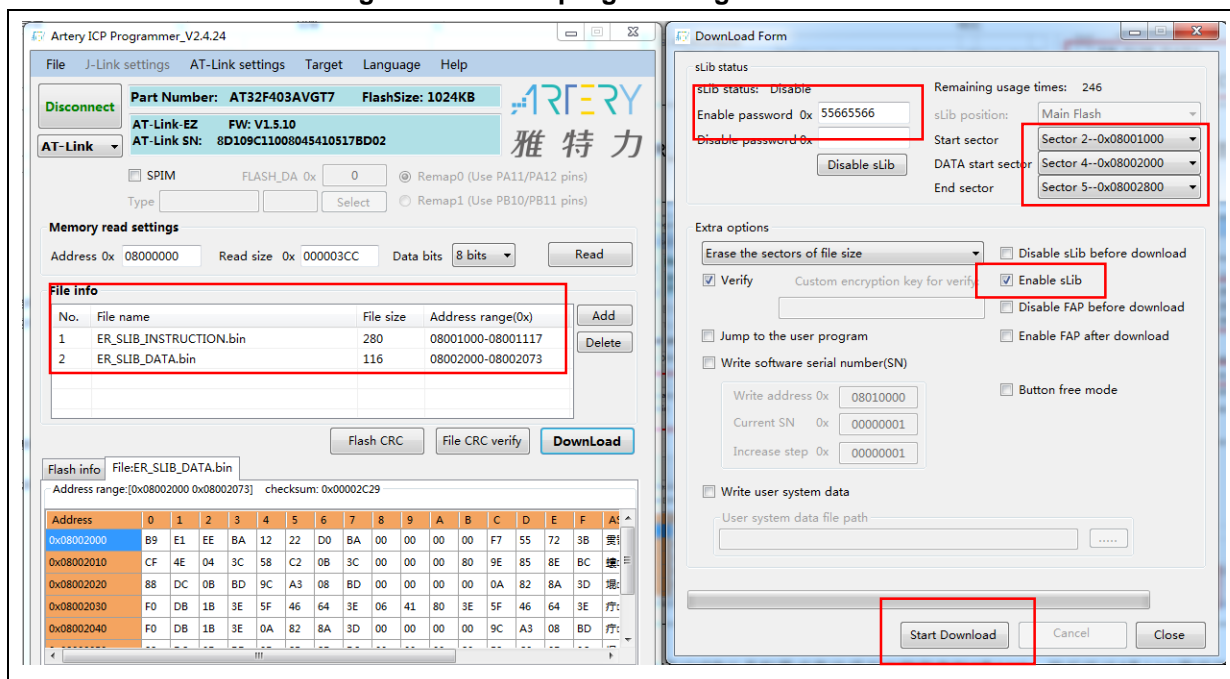 Artery ICP Programmer_V2.4.24
File J-Link settings AT-Link settings Target Language Help
Disconnect
Part Number: AT32F403AVGT7 FlashSize: 1024KB
AT-Link-EZ FW: V1.5.10
AT-Link SN: 8D109C11008045410517BD02
AT-Link
ARTERY
雅特力
SPIM FLASH_DA 0x 0 Remap0 (Use PA11/PA12 pins)
Type Select Remap1 (Use PB10/PB11 pins)
Memory read settings
Address 0x 08000000 Read size 0x 000003CC Data bits 8 bits Read
File info
No. File name File size Address range(0x)
1 ER_SLIB_INSTRUCTION.bin 280 08001000-08001117
2 ER_SLIB_DATA.bin 116 08002000-08002073
Add
Delete
Flash CRC File CRC verify DownLoad
Flash info File:ER_SLIB_DATA.bin
Address range:[0x08002000 0x08002073] checksum: 0x00002C29
Address 0 1 2 3 4 5 6 7 8 9 A B C D E F
0x08002000 B9 E1 EE BA 12 22 D0 BA 00 00 00 00 F7 55 72 3B
0x08002010 CF 4E 04 3C 58 C2 0B 3C 00 00 00 80 9E 85 8E BC
0x08002020 88 DC 0B BD 9C A3 08 BD 00 00 00 00 0A 82 8A 3D
0x08002030 F0 DB 1B 3E 5F 46 64 3E 06 41 80 3E 5F 46 64 3E
0x08002040 F0 DB 1B 3E 0A 82 8A 3D 00 00 00 00 9C A3 08 BD
DownLoad Form
sLib status
sLib status: Disable Remaining usage times: 246
Enable password 0x 55665566 sLib position: Main Flash
Disable password 0x Start sector Sector 2--0x08001000
Disable sLib DATA start sector Sector 4--0x08002000
End sector Sector 5--0x08002800
Extra options
Erase the sectors of file size Disable sLib before download
Verify Custom encryption key for verify Enable sLib
Disable FAP before download
Jump to the user program Enable FAP after download
Write software serial number(SN)
Write address 0x 08010000 Button free mode
Current SN 0x 00000001
Increase step 0x 00000001
Write user system data
User system data file path
.....
Start Download Cancel Close